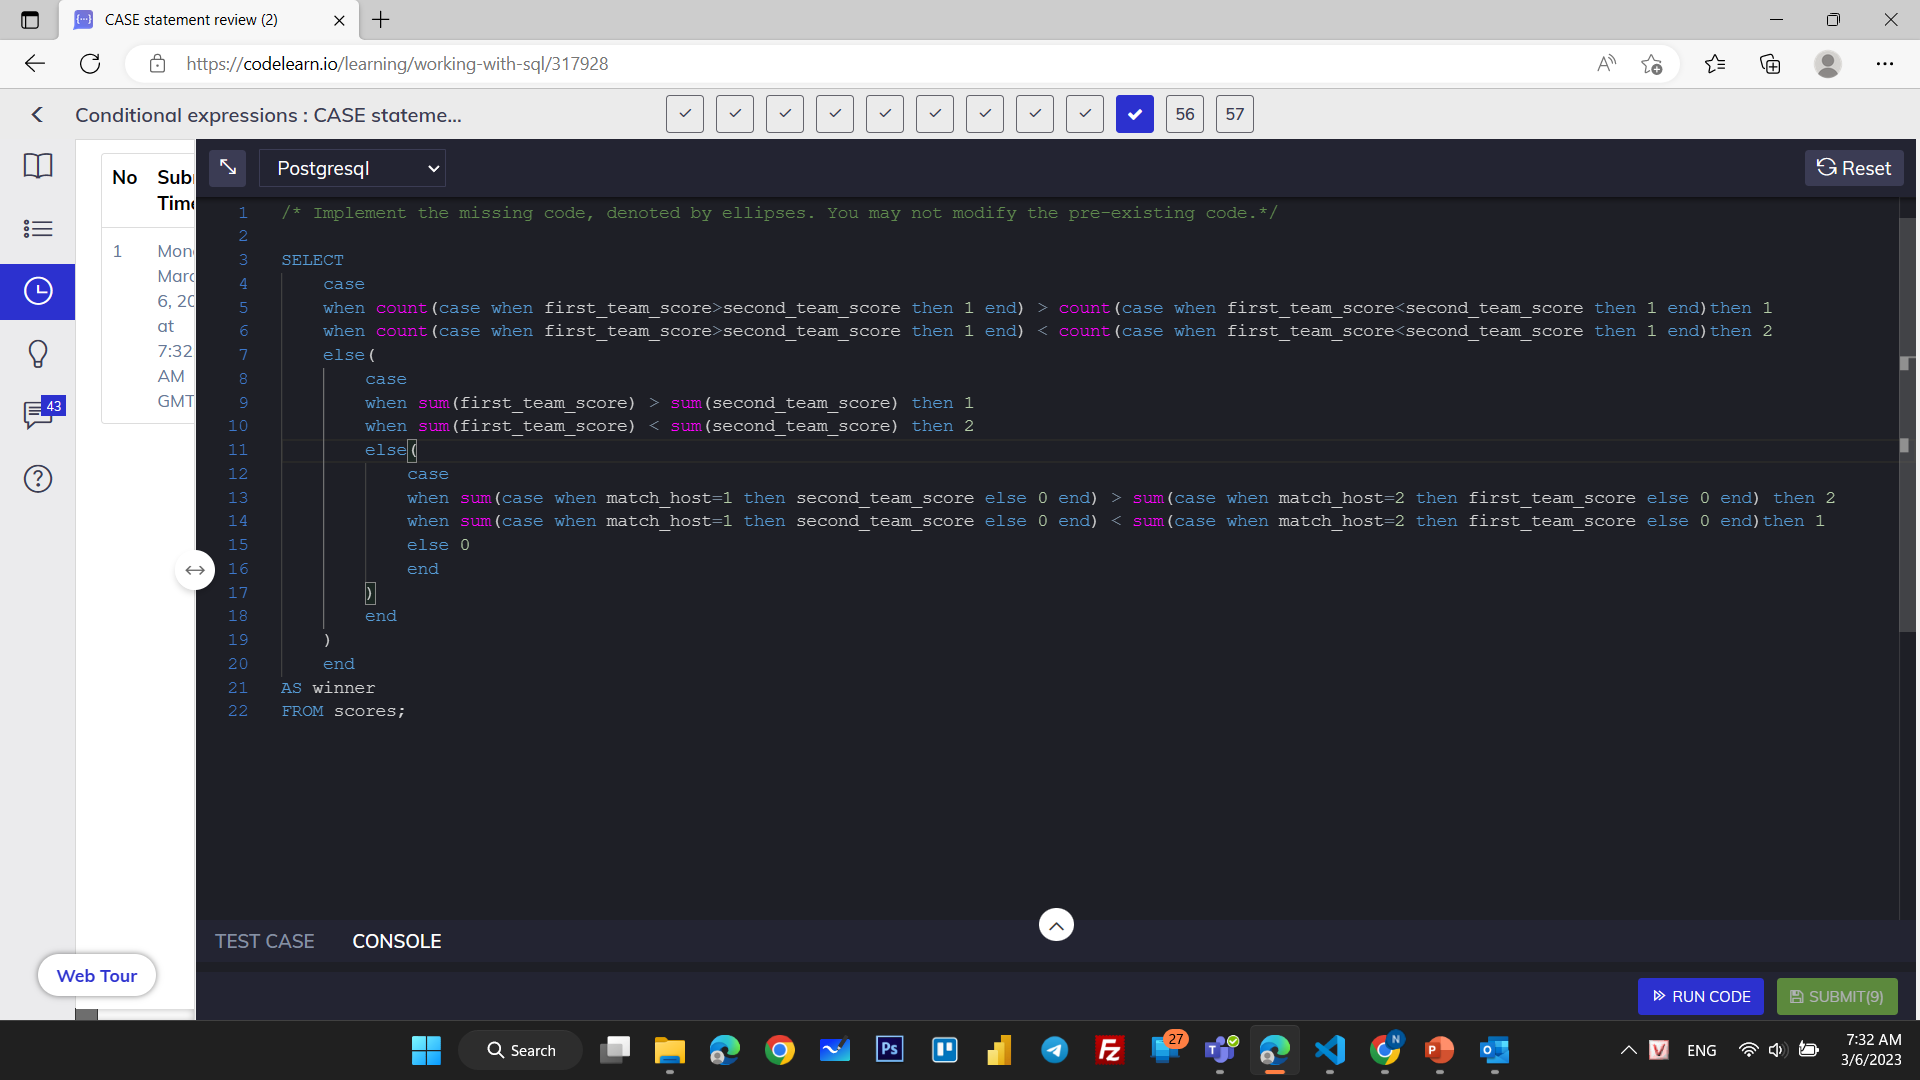 CASE statement review (2)
https://codelearn.io/learning/working-with-sql/317928
Conditional expressions : CASE stateme...
56
57
No
Sub
Time
1
Mon
Marc
6, 20
at
7:32
AM
GMT
43
Web Tour
Postgresql
Reset
1 /* Implement the missing code, denoted by ellipses. You may not modify the pre-existing code.*/
2
3 SELECT
4 case
5 when count(case when first_team_score>second_team_score then 1 end) > count(case when first_team_score<second_team_score then 1 end)then 1
6 when count(case when first_team_score>second_team_score then 1 end) < count(case when first_team_score<second_team_score then 1 end)then 2
7 else(
8 case
9 when sum(first_team_score) > sum(second_team_score) then 1
10 when sum(first_team_score) < sum(second_team_score) then 2
11 else(
12 case
13 when sum(case when match_host=1 then second_team_score else 0 end) > sum(case when match_host=2 then first_team_score else 0 end) then 2
14 when sum(case when match_host=1 then second_team_score else 0 end) < sum(case when match_host=2 then first_team_score else 0 end)then 1
15 else 0
16 end
17 )
18 end
19 )
20 end
21 AS winner
22 FROM scores;
TEST CASE
CONSOLE
RUN CODE
SUBMIT(9)
Search
Ps
Fz
27
T
N
P
V
ENG
7:32 AM
3/6/2023